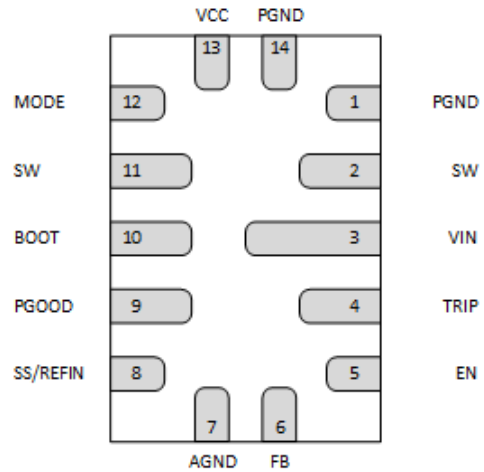 VCC PGND
13 14
MODE 12 1 PGND
SW 11 2 SW
BOOT 10 3 VIN
PGOOD 9 4 TRIP
SS/REFIN 8 5 EN
7 6
AGND FB